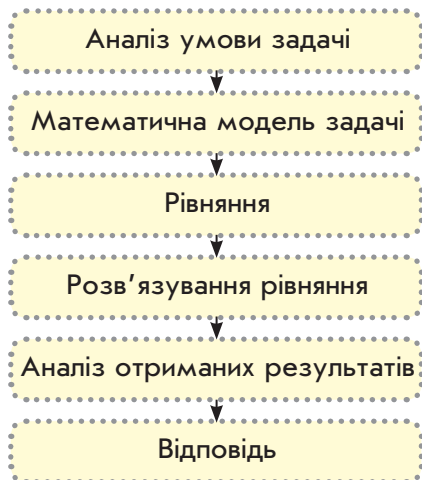 Аналіз умови задачі
Математична модель задачі
Рівняння
Розв’язування рівняння
Аналіз отриманих результатів
Відповідь